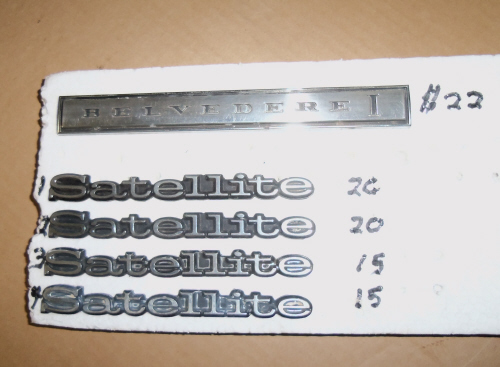 BELVEDERE I #22
1 Satellite 20
2 Satellite 20
3 Satellite 15
4 Satellite 15